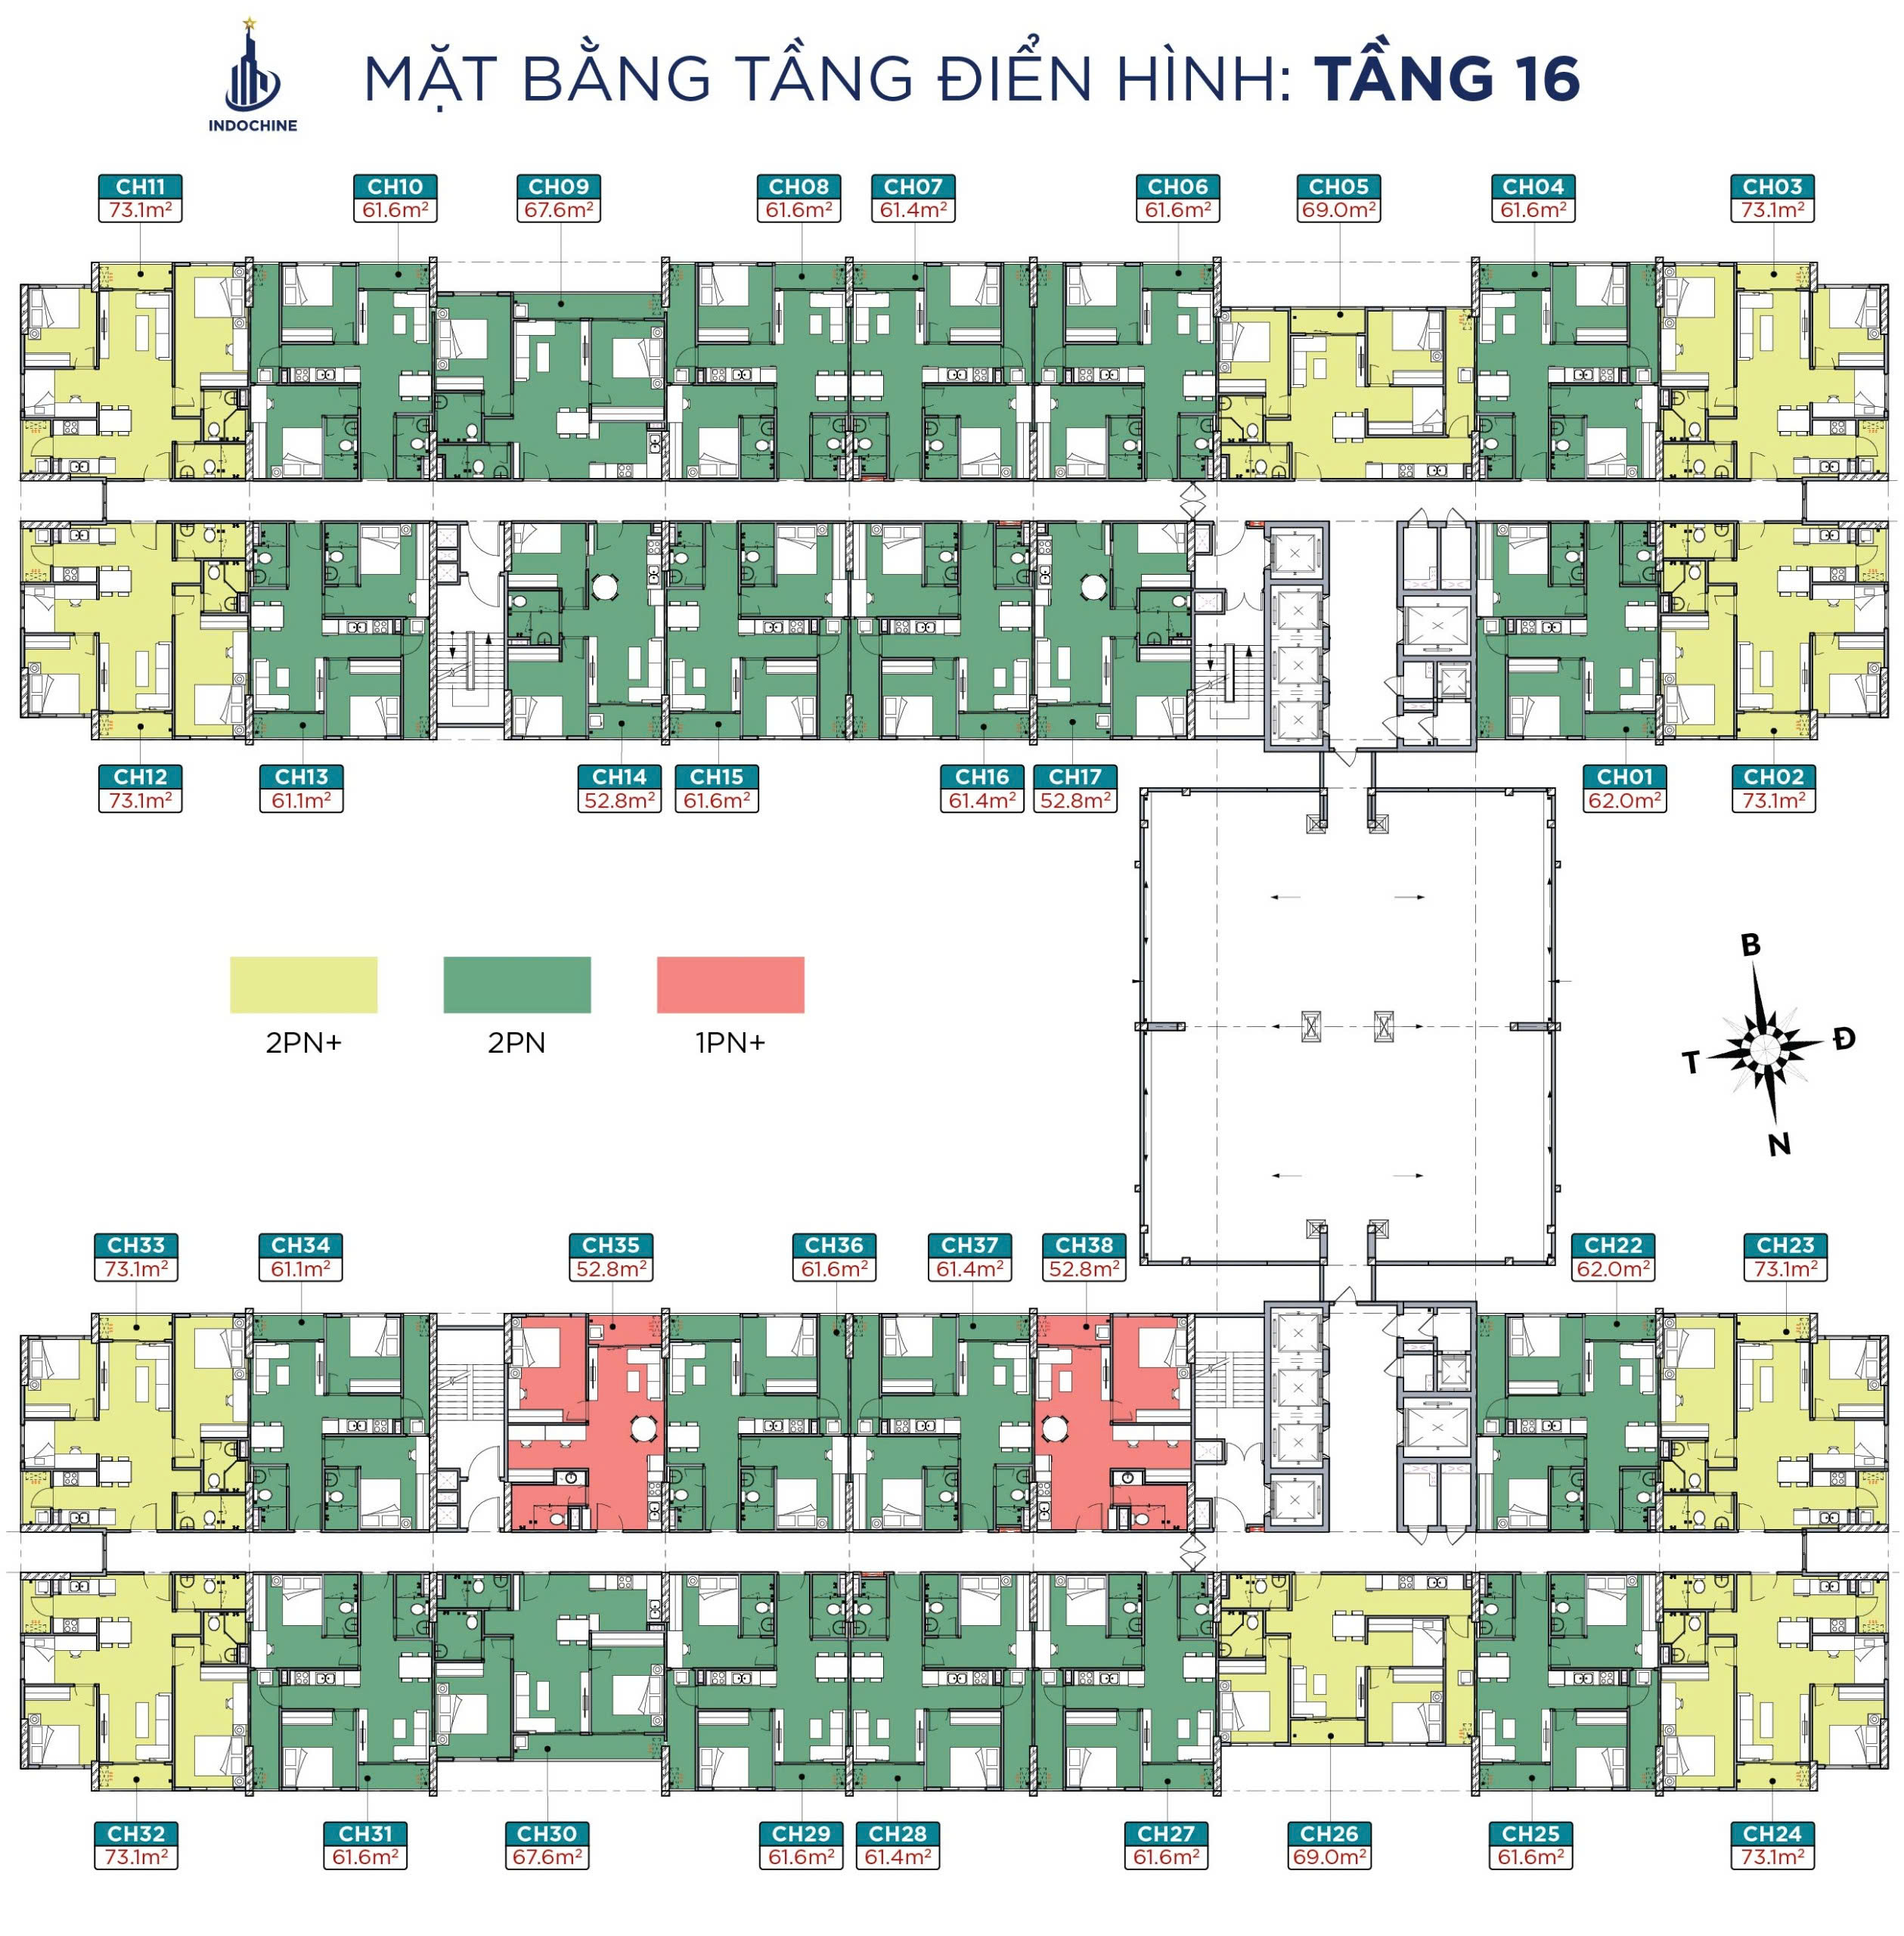 INDOCHINE
MẶT BẰNG TẦNG ĐIỂN HÌNH: TẦNG 16
CH11
73.1m²
CH10
61.6m²
CH09
67.6m²
CH08
61.6m²
CH07
61.4m²
CH06
61.6m²
CH05
69.0m²
CH04
61.6m²
CH03
73.1m²
CH12
73.1m²
CH13
61.1m²
CH14
52.8m²
CH15
61.6m²
CH16
61.4m²
CH17
52.8m²
CH01
62.0m²
CH02
73.1m²
2PN+
2PN
1PN+
B
Đ
T
N
CH33
73.1m²
CH34
61.1m²
CH35
52.8m²
CH36
61.6m²
CH37
61.4m²
CH38
52.8m²
CH22
62.0m²
CH23
73.1m²
CH32
73.1m²
CH31
61.6m²
CH30
67.6m²
CH29
61.6m²
CH28
61.4m²
CH27
61.6m²
CH26
69.0m²
CH25
61.6m²
CH24
73.1m²